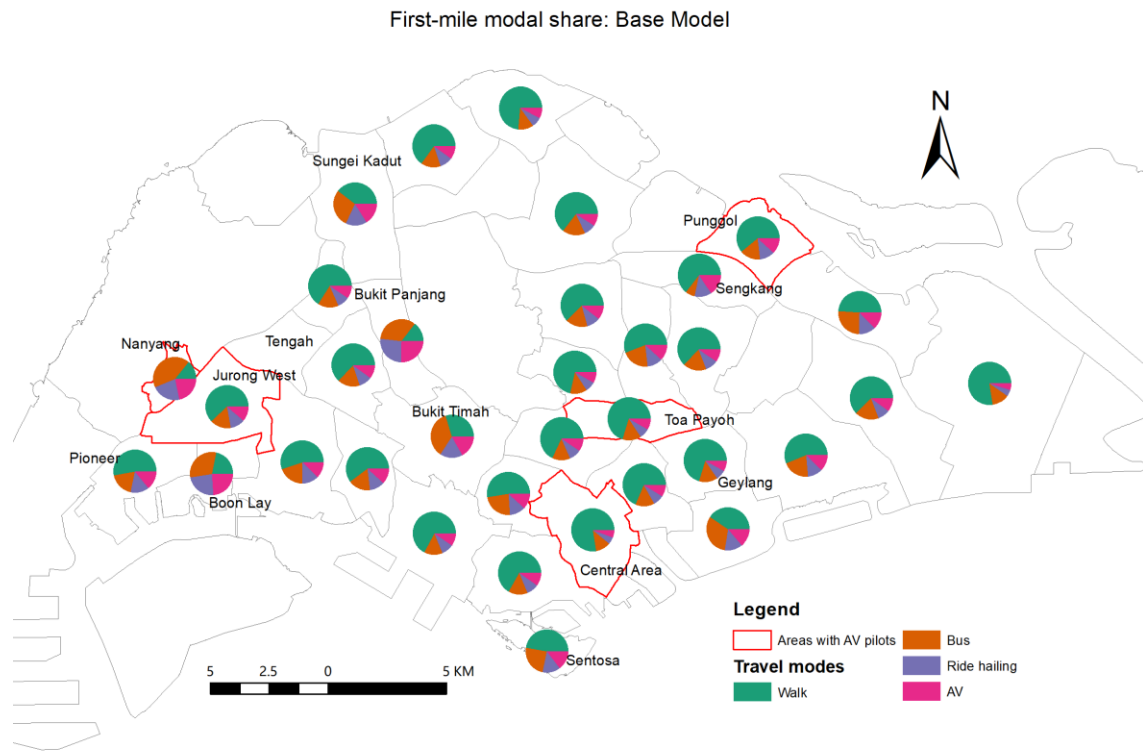 First-mile modal share: Base Model
N
Sungei Kadut
Punggol
Sengkang
Bukit Panjang
Tengah
Nanyang
Jurong West
Bukit Timah
Toa Payoh
Pioneer
Geylang
Boon Lay
Central Area
Sentosa
Legend
Areas with AV pilots
Travel modes
Walk
Bus
Ride hailing
AV
5 2.5 0 5 KM